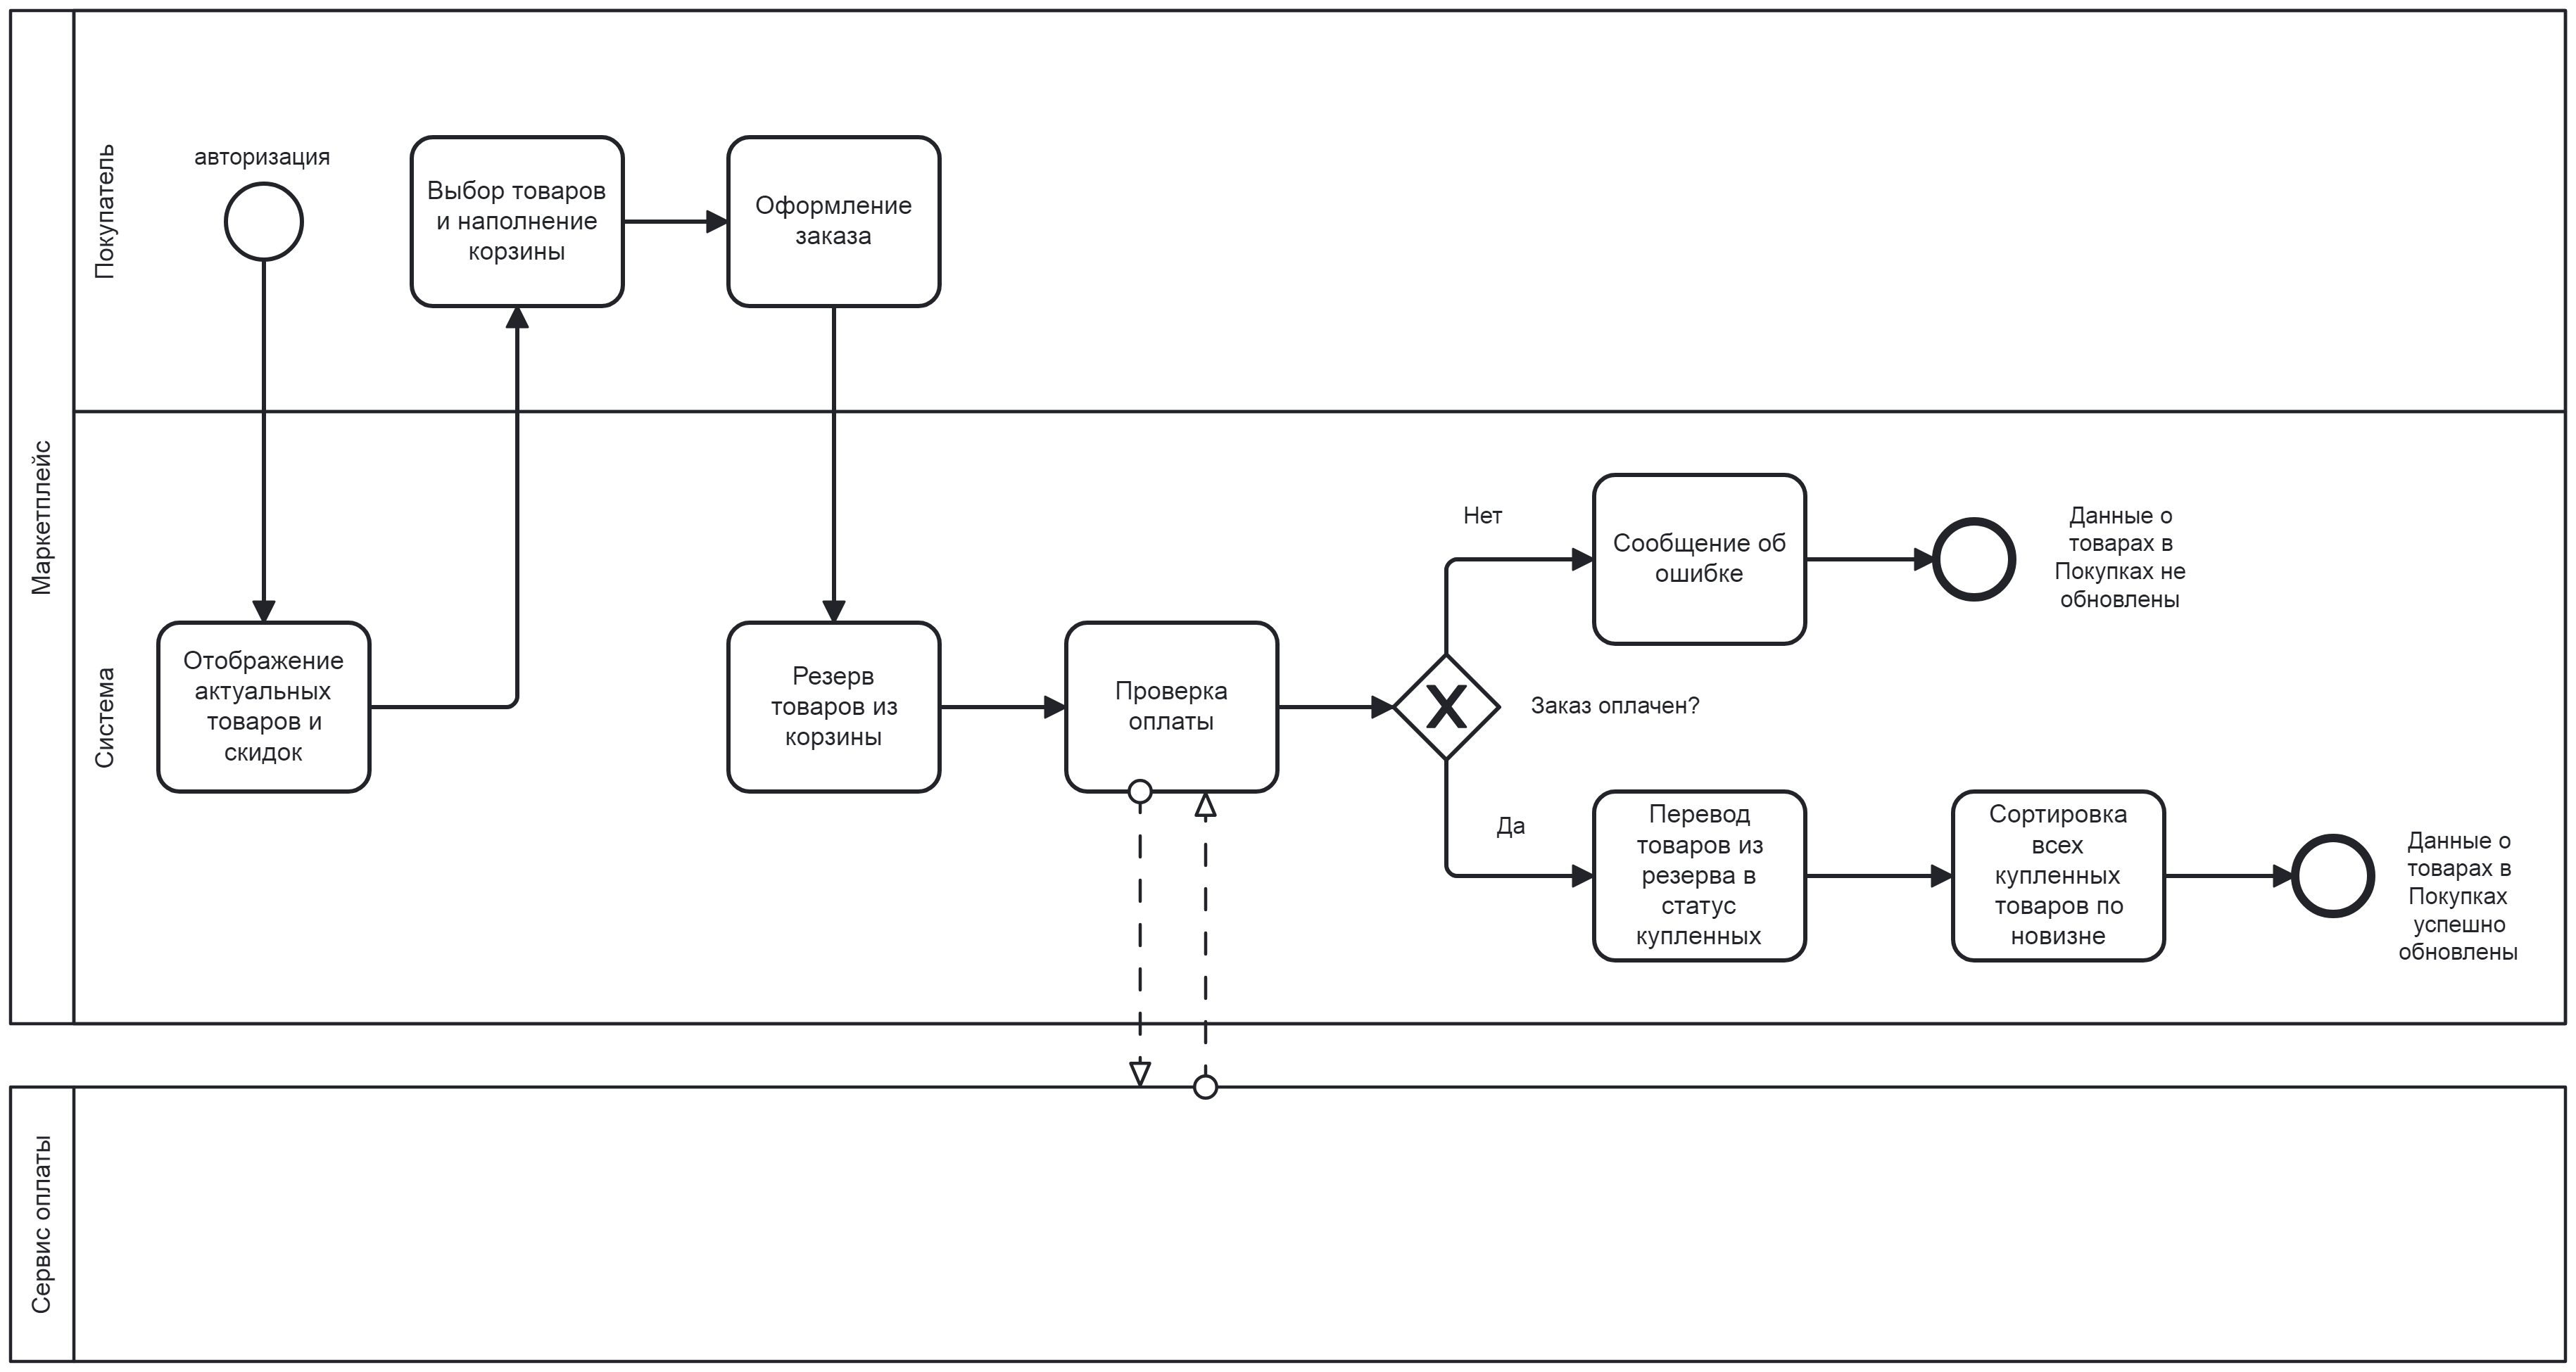 Маркетплейс
Покупатель
авторизация
Выбор товаров
и наполнение
корзины
Оформление
заказа
Система
Отображение
актуальных
товаров и
скидок
Резерв
товаров из
корзины
Проверка
оплаты
Заказ оплачен?
Нет
Сообщение об
ошибке
Данные о
товарах в
Покупках не
обновлены
Да
Перевод
товаров из
резерва в
статус
купленных
Сортировка
всех
купленных
товаров по
новизне
Данные о
товарах в
Покупках
успешно
обновлены
Сервис оплаты